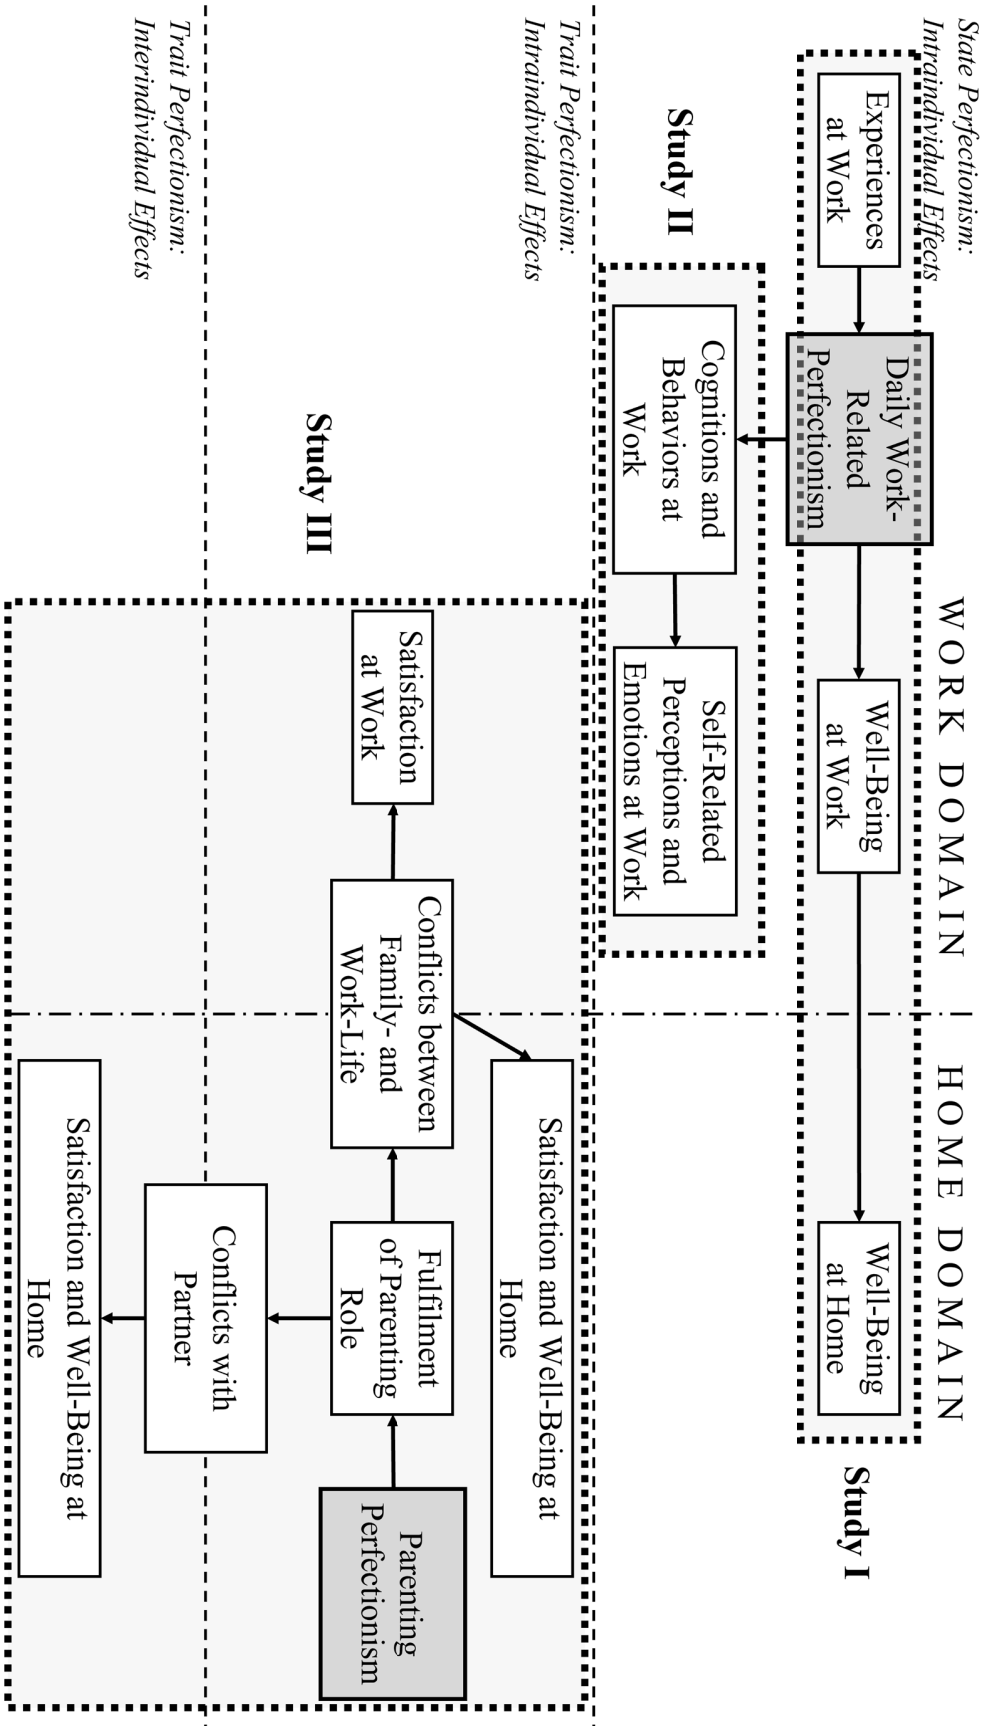 WORK DOMAIN
HOME DOMAIN
State Perfectionism:
Intraindividual Effects
Experiences
at Work
Daily Work-
Related
Perfectionism
Well-Being
at Work
Well-Being
at Home
Study I
Study II
Cognitions and
Behaviors at
Work
Self-Related
Perceptions and
Emotions at Work
Trait Perfectionism:
Intraindividual Effects
Satisfaction and Well-Being at
Home
Study III
Satisfaction
at Work
Conflicts between
Family- and
Work-Life
Fulfilment
of Parenting
Role
Parenting
Perfectionism
Conflicts with
Partner
Trait Perfectionism:
Interindividual Effects
Satisfaction and Well-Being at
Home